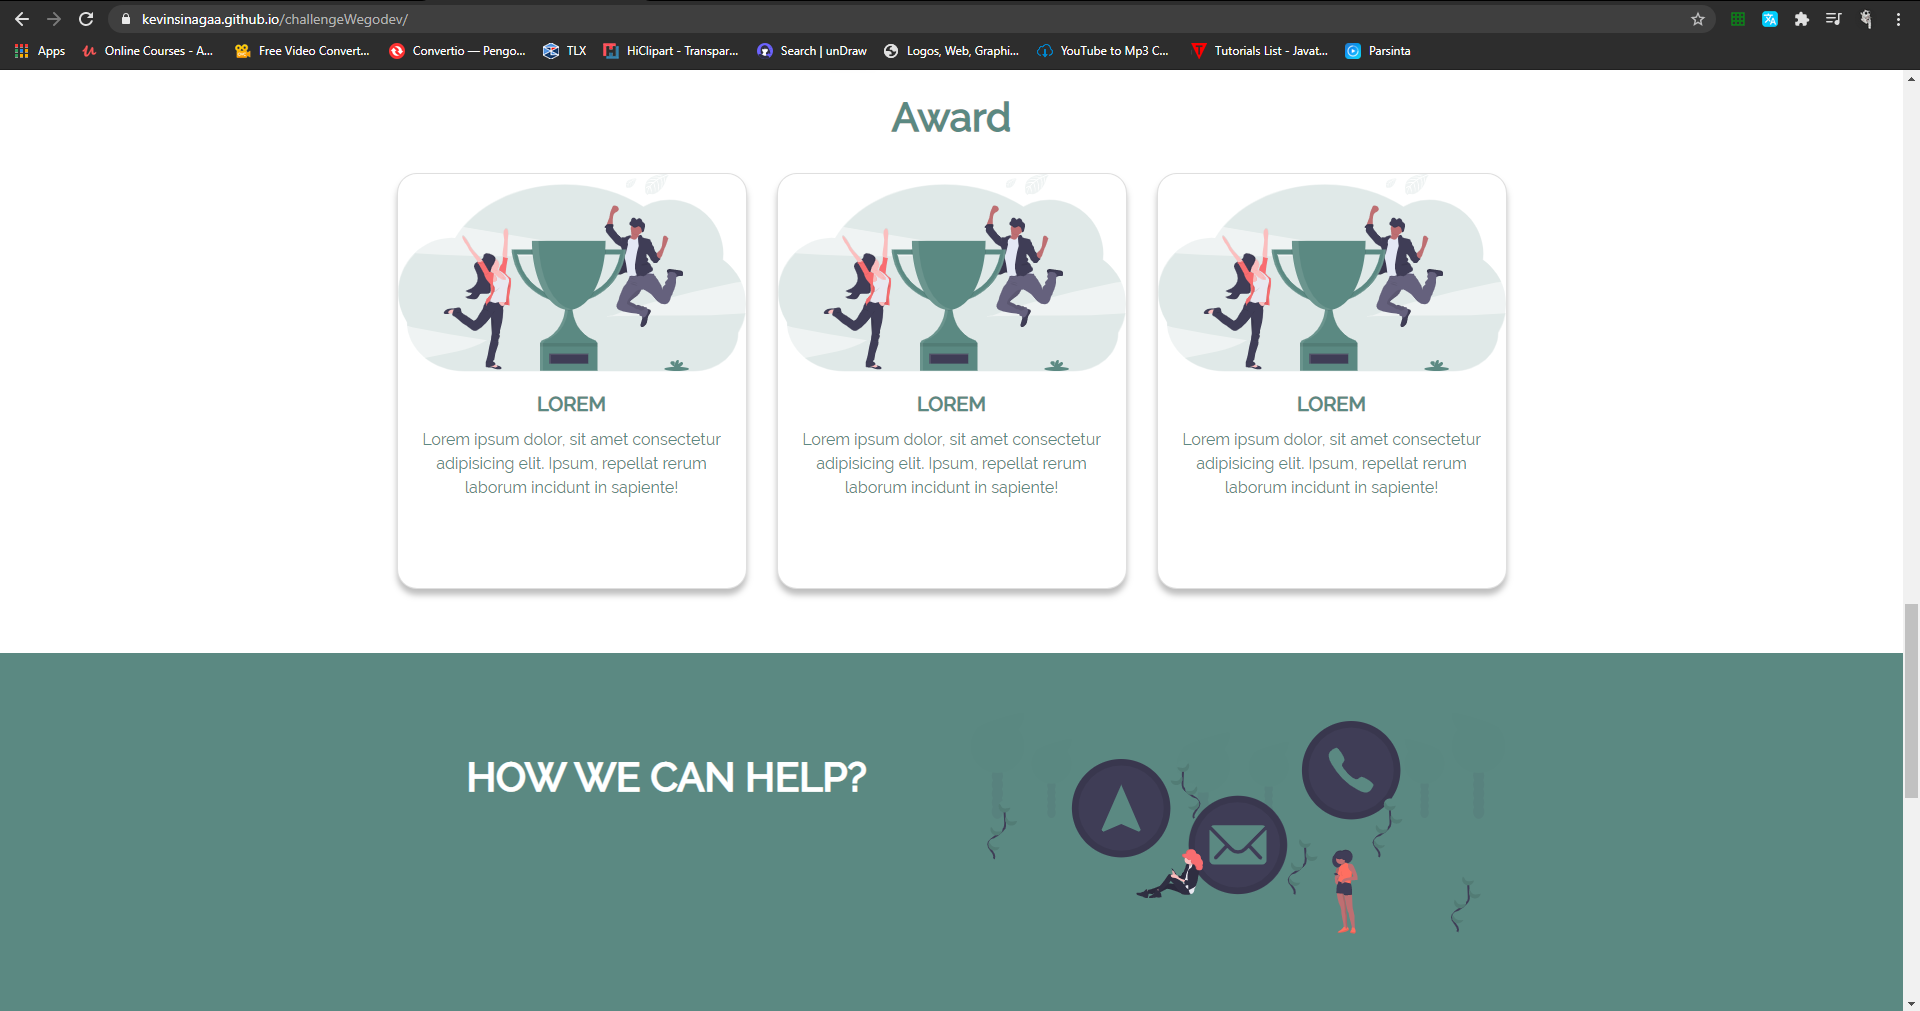 kevinsinagaa.github.io/challengeWegodev/
Apps Online Courses - A... Free Video Convert... Convertio — Pengo... TLX HiClipart - Transpar... Search | unDraw Logos, Web, Graphi... YouTube to Mp3 C... Tutorials List - Javat... Parsinta
Award
LOREM
Lorem ipsum dolor, sit amet consectetur
adipisicing elit. Ipsum, repellat rerum
laborum incidunt in sapiente!
LOREM
Lorem ipsum dolor, sit amet consectetur
adipisicing elit. Ipsum, repellat rerum
laborum incidunt in sapiente!
LOREM
Lorem ipsum dolor, sit amet consectetur
adipisicing elit. Ipsum, repellat rerum
laborum incidunt in sapiente!
HOW WE CAN HELP?